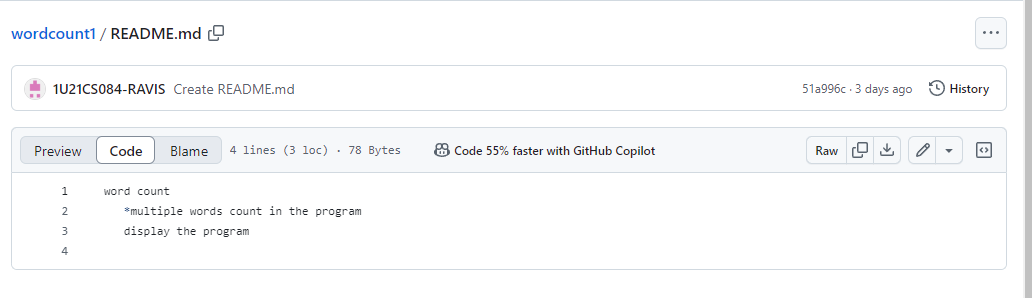 wordcount1 / README.md
1U21CS084-RAVIS Create README.md 51a996c · 3 days ago History
Preview Code Blame 4 lines (3 loc) · 78 Bytes Code 55% faster with GitHub Copilot Raw
1 word count
2 *multiple words count in the program
3 display the program
4